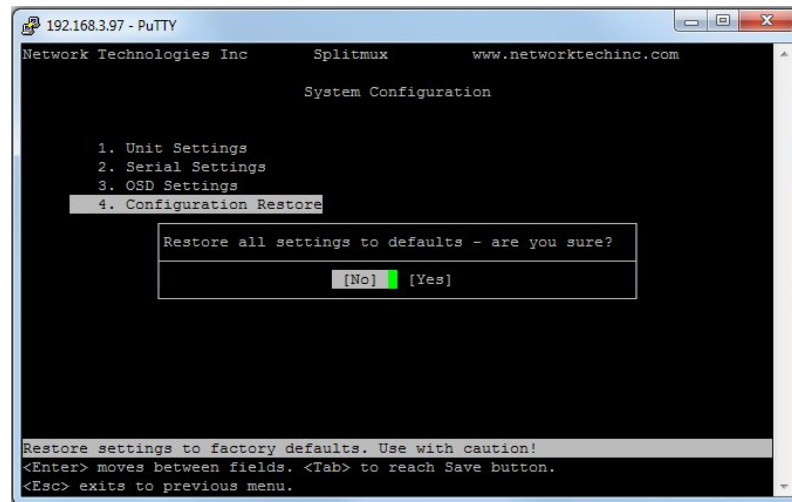 192.168.3.97 - PuTTY
Network Technologies Inc Splitmux www.networktechinc.com
System Configuration
1. Unit Settings
2. Serial Settings
3. OSD Settings
4. Configuration Restore
Restore all settings to defaults - are you sure?
[No] [Yes]
Restore settings to factory defaults. Use with caution!
<Enter> moves between fields. <Tab> to reach Save button.
<Esc> exits to previous menu.